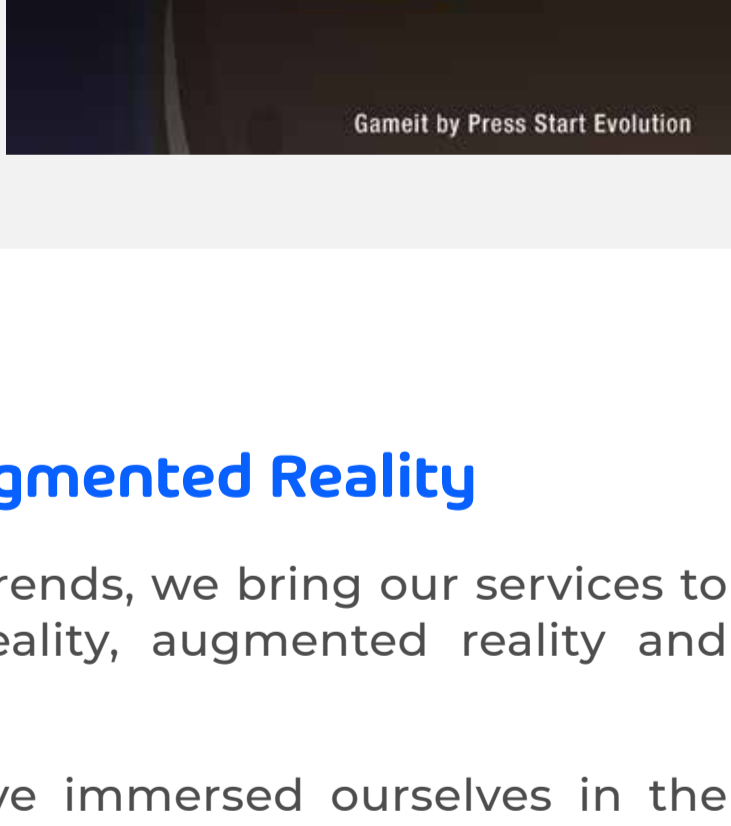 Gameit by Press Start Evolution
gmented Reality
rends, we bring our services to
eality, augmented reality and
ve immersed ourselves in the